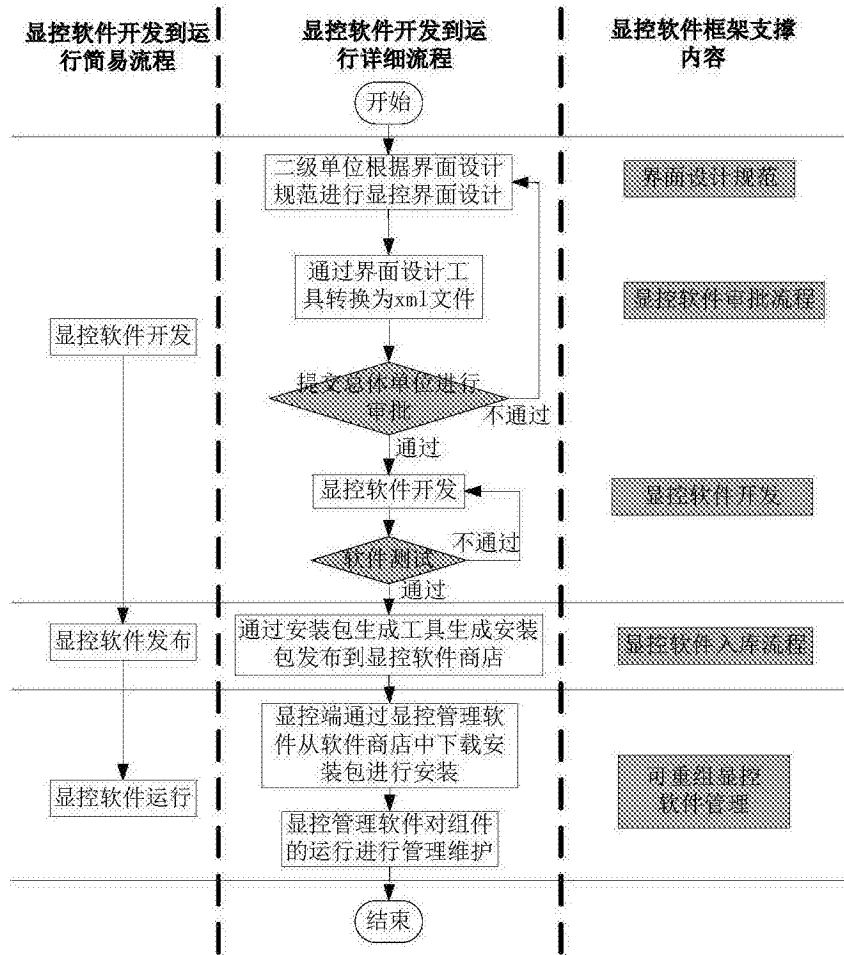 显控软件开发到运
行简易流程
显控软件开发到运
行详细流程
显控软件框架支撑
内容
开始
二级单位根据界面设计
规范进行显控界面设计
界面设计规范
通过界面设计工
具转换为xml文件
显控软件审批流程
显控软件开发
提交总体单位进行
审批
不通过
通过
显控软件开发
显控软件开发
软件测试
不通过
通过
显控软件发布
通过安装包生成工具生成安装
包发布到显控软件商店
显控软件入库流程
显控端通过显控管理软
件从软件商店中下载安
装包进行安装
显控软件运行
可重组显控
软件管理
显控管理软件对组件
的运行进行管理维护
结束